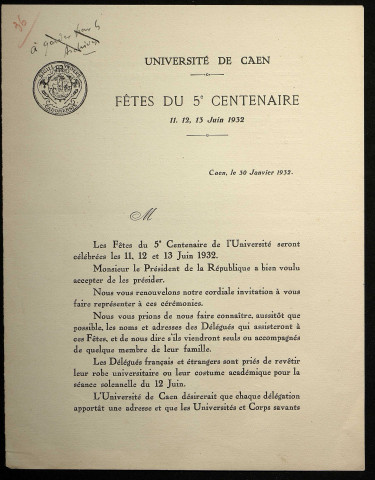 à garder pour les
Archives
UNIVERSITÉ DE CAEN
FÊTES DU 5e CENTENAIRE
11, 12, 13 Juin 1932
Caen, le 30 Janvier 1932.
M
Les Fêtes du 5e Centenaire de l'Université seront
célébrées les 11, 12 et 13 Juin 1932.
Monsieur le Président de la République a bien voulu
accepter de les présider.
Nous vous renouvelons notre cordiale invitation à vous
faire représenter à ces cérémonies.
Nous vous prions de nous faire connaître, aussitôt que
possible, les noms et adresses des Délégués qui assisteront à
ces Fêtes, et de nous dire s'ils viendront seuls ou accompagnés
de quelque membre de leur famille.
Les Délégués français et étrangers sont priés de revêtir
leur robe universitaire ou leur costume académique pour la
séance solennelle du 12 Juin.
L'Université de Caen désirerait que chaque délégation
apportât une adresse et que les Universités et Corps savants